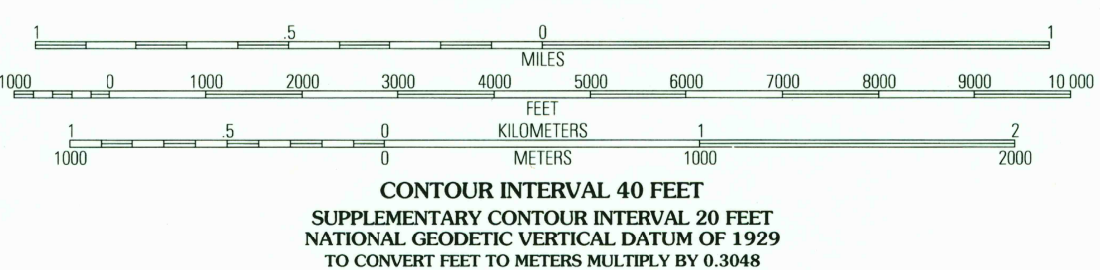 1 .5 0 1
MILES
1000 0 1000 2000 3000 4000 5000 6000 7000 8000 9000 10 000
FEET
1 .5 0 KILOMETERS 1 2
1000 0 METERS 1000 2000
CONTOUR INTERVAL 40 FEET
SUPPLEMENTARY CONTOUR INTERVAL 20 FEET
NATIONAL GEODETIC VERTICAL DATUM OF 1929
TO CONVERT FEET TO METERS MULTIPLY BY 0.3048